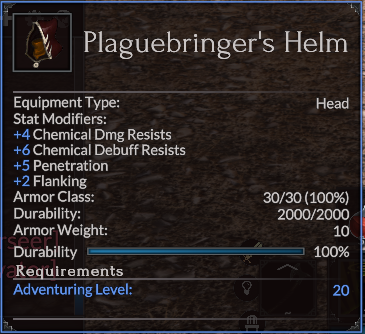 Plaguebringer's Helm
Equipment Type: Head
Stat Modifiers:
+4 Chemical Dmg Resists
+6 Chemical Debuff Resists
+5 Penetration
+2 Flanking
Armor Class: 30/30 (100%)
Durability: 2000/2000
Armor Weight: 10
Durability 100%
Requirements
Adventuring Level: 20